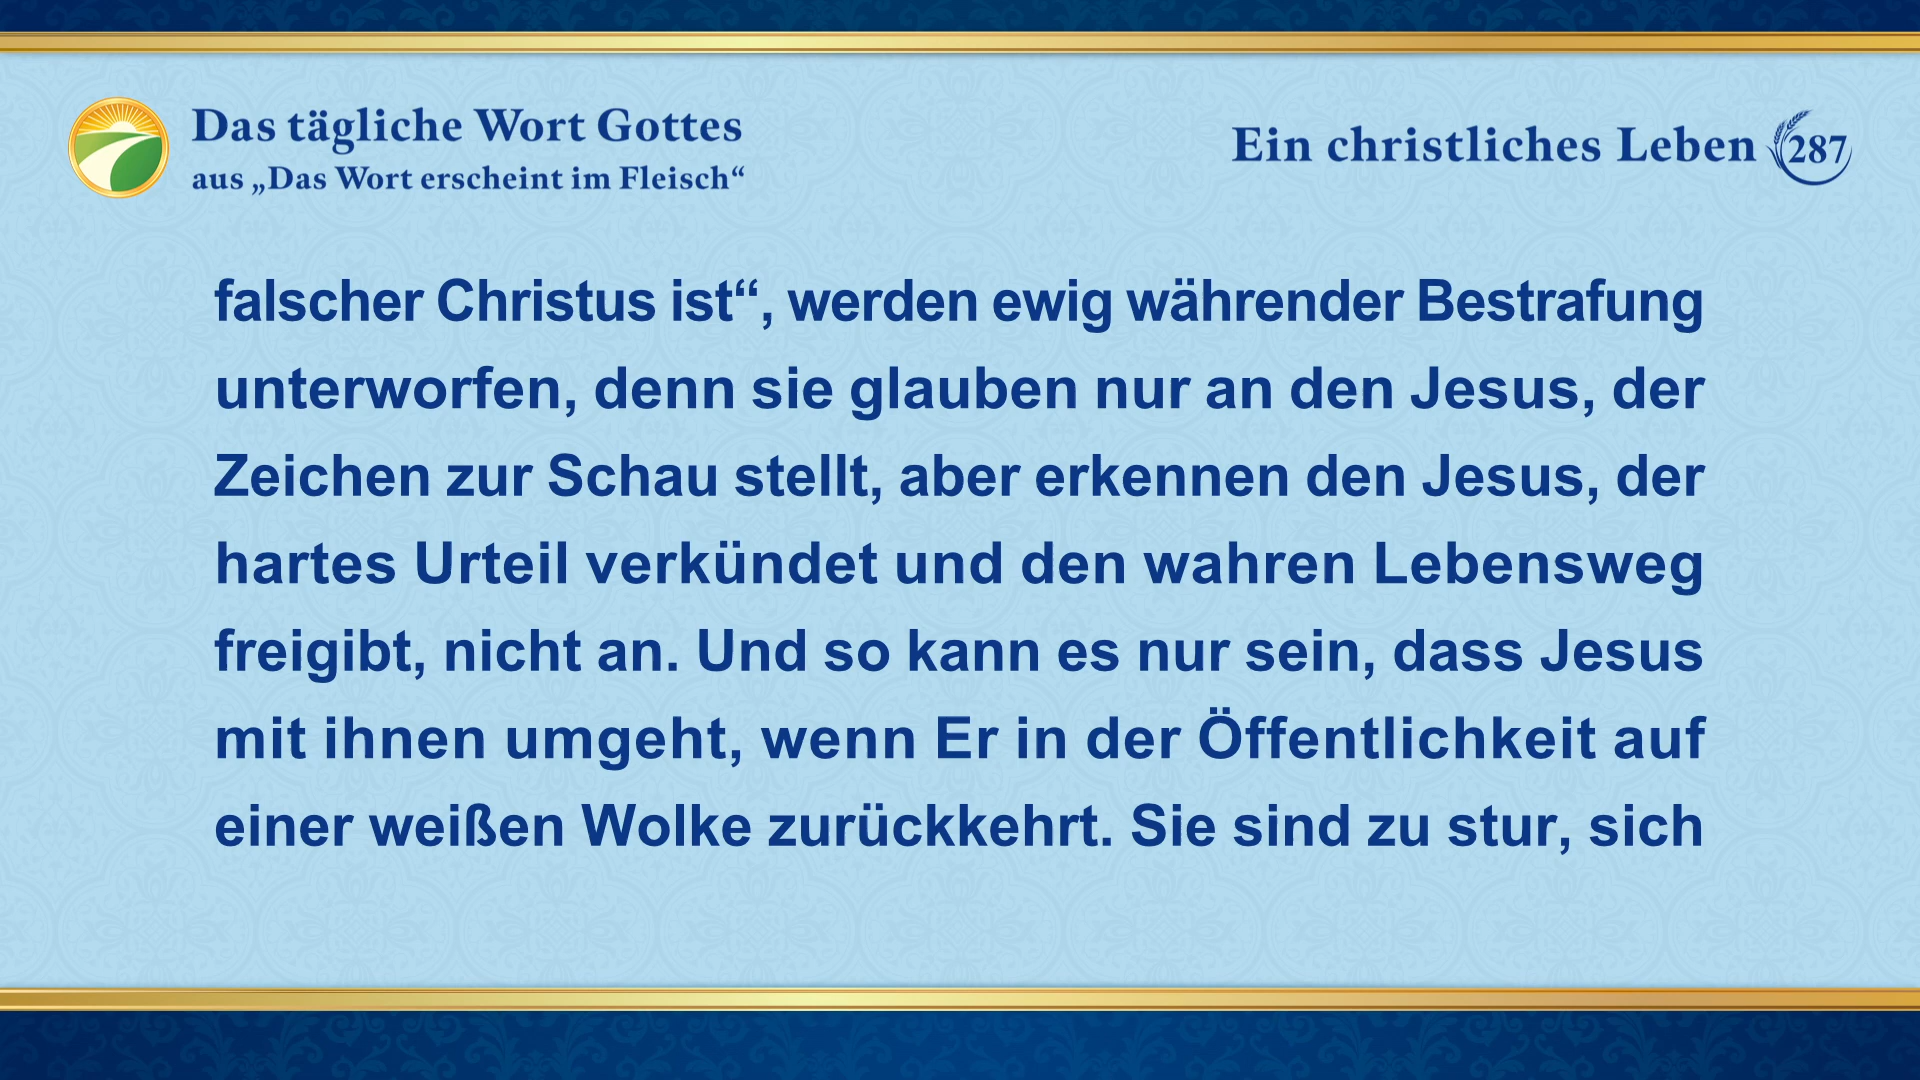 Das tägliche Wort Gottes
aus „Das Wort erscheint im Fleisch“
Ein christliches Leben 287
falscher Christus ist“, werden ewig währender Bestrafung
unterworfen, denn sie glauben nur an den Jesus, der
Zeichen zur Schau stellt, aber erkennen den Jesus, der
hartes Urteil verkündet und den wahren Lebensweg
freigibt, nicht an. Und so kann es nur sein, dass Jesus
mit ihnen umgeht, wenn Er in der Öffentlichkeit auf
einer weißen Wolke zurückkehrt. Sie sind zu stur, sich